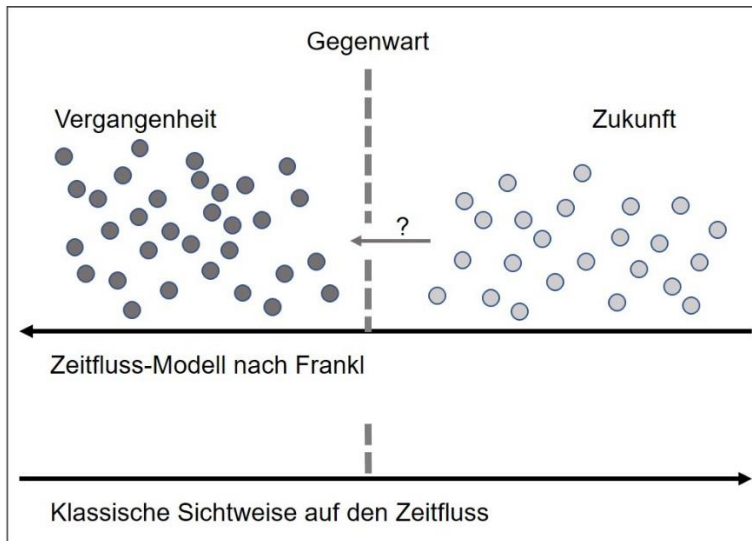 Gegenwart
Vergangenheit
Zukunft
?
Zeitfluss-Modell nach Frankl
Klassische Sichtweise auf den Zeitfluss